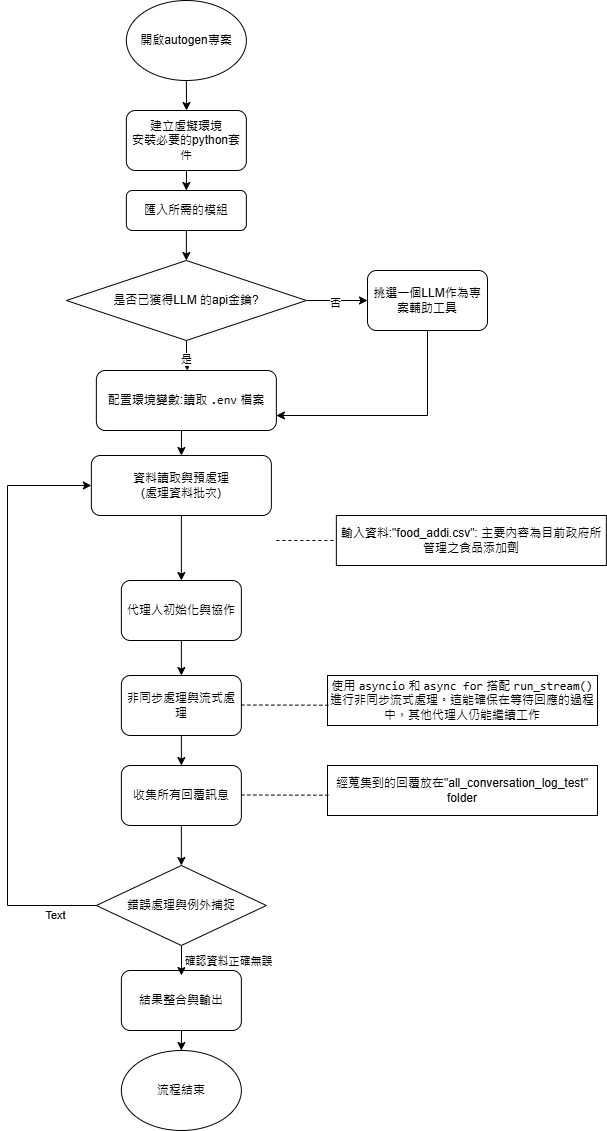 開啟autogen專案
建立虛擬環境
安裝必要的python套
件
匯入所需的模組
是否已獲得LLM 的api金鑰?
否
挑選一個LLM作為專
案輔助工具
是
配置環境變數:讀取 .env 檔案
資料讀取與預處理
(處理資料批次)
輸入資料:"food_addi.csv": 主要內容為目前政府所
管理之食品添加劑
代理人初始化與協作
非同步處理與流式處
理
使用 asyncio 和 async for 搭配 run_stream()
進行非同步流式處理。這能確保在等待回應的過程
中，其他代理人仍能繼續工作
收集所有回覆訊息
經蒐集到的回覆放在"all_conversation_log_test"
folder
錯誤處理與例外捕捉
Text
確認資料正確無誤
結果整合與輸出
流程結束